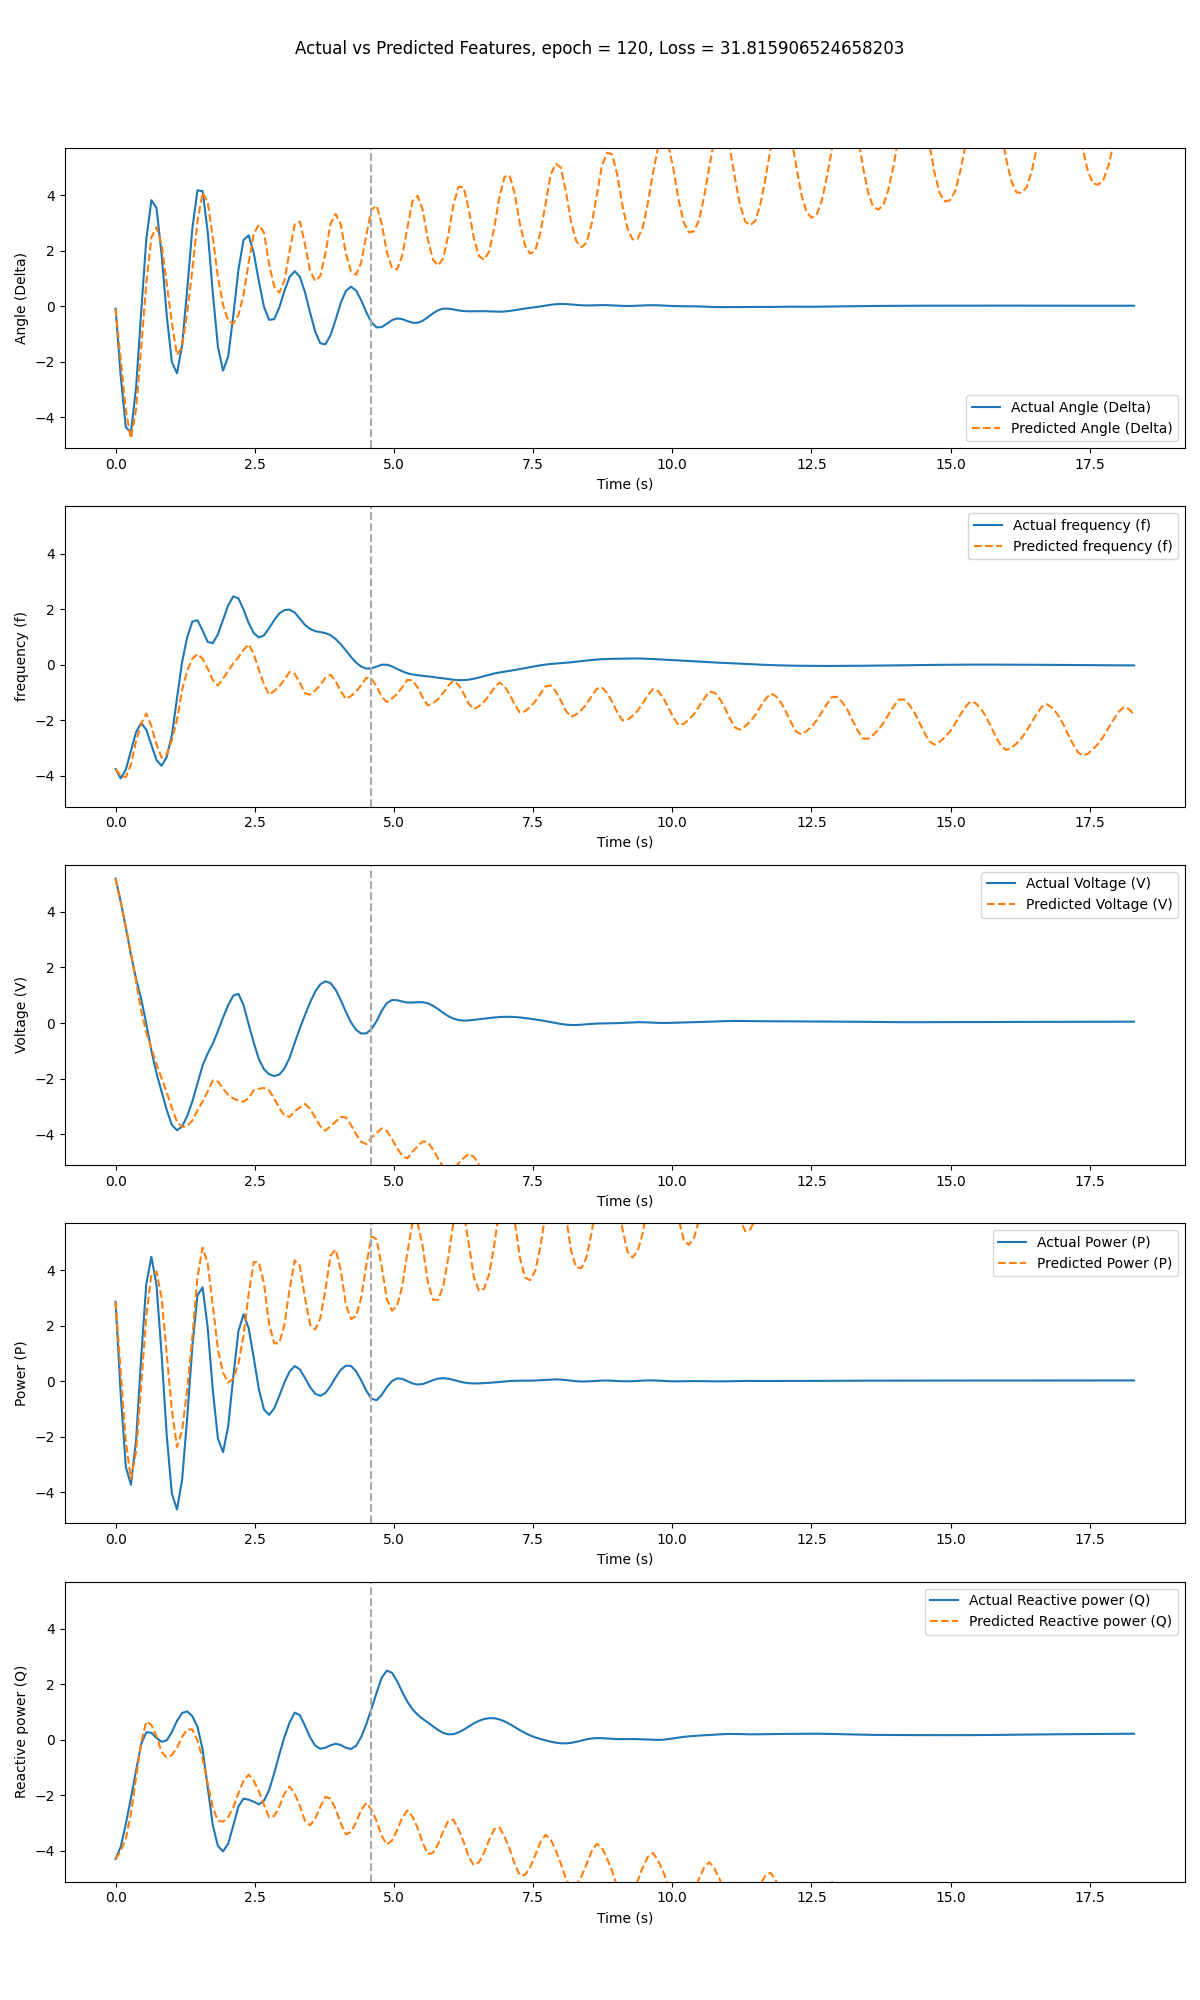 Actual vs Predicted Features, epoch = 120, Loss = 31.815906524658203
Angle (Delta)
4
2
0
−2
−4
Actual Angle (Delta)
Predicted Angle (Delta)
0.0 2.5 5.0 7.5 10.0 12.5 15.0 17.5
Time (s)
frequency (f)
4
2
0
−2
−4
Actual frequency (f)
Predicted frequency (f)
0.0 2.5 5.0 7.5 10.0 12.5 15.0 17.5
Time (s)
Voltage (V)
4
2
0
−2
−4
Actual Voltage (V)
Predicted Voltage (V)
0.0 2.5 5.0 7.5 10.0 12.5 15.0 17.5
Time (s)
Power (P)
4
2
0
−2
−4
Actual Power (P)
Predicted Power (P)
0.0 2.5 5.0 7.5 10.0 12.5 15.0 17.5
Time (s)
Reactive power (Q)
4
2
0
−2
−4
Actual Reactive power (Q)
Predicted Reactive power (Q)
0.0 2.5 5.0 7.5 10.0 12.5 15.0 17.5
Time (s)